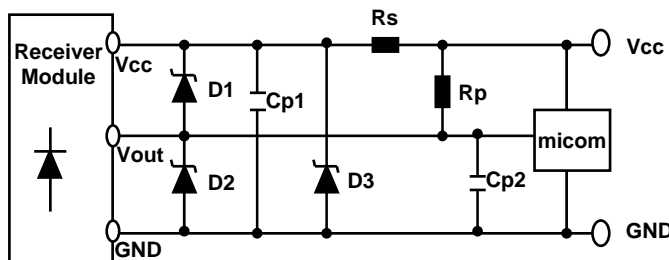 Receiver
Module
Vcc
Vout
GND
D1
D2
Cp1
D3
Rs
Rp
Cp2
micom
Vcc
GND